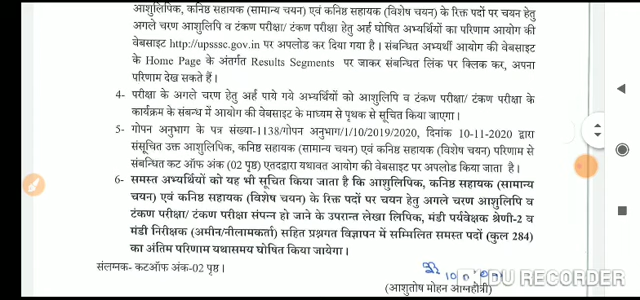 आशुलिपिक, कनिष्ठ सहायक (सामान्य चयन) एवं कनिष्ठ सहायक (विशेष चयन) के रिक्त पदों पर चयन हेतु
अगले चरण आशुलिपि व टंकण परीक्षा/ टंकण परीक्षा हेतु अर्ह घोषित अभ्यर्थियों का परिणाम आयोग की
वेबसाइट http://upsssc.gov.in पर अपलोड कर दिया गया है। संबन्धित अभ्यर्थी आयोग की वेबसाइट
के Home Page के अंतर्गत Results Segments पर जाकर संबन्धित लिंक पर क्लिक कर, अपना
परिणाम देख सकते हैं।
4- परीक्षा के अगले चरण हेतु अर्ह पाये गये अभ्यर्थियों को आशुलिपि व टंकण परीक्षा/ टंकण परीक्षा के
कार्यक्रम के संबन्ध में आयोग की वेबसाइट के माध्यम से पृथक से सूचित किया जाएगा।
5- गोपन अनुभाग के पत्र संख्या-1138/गोपन अनुभाग/1/10/2019/2020, दिनांक 10-11-2020 द्वारा
संसूचित उक्त आशुलिपिक, कनिष्ठ सहायक (सामान्य चयन) एवं कनिष्ठ सहायक (विशेष चयन) परिणाम से
संबन्धित कट ऑफ अंक (02 पृष्ठ) एतदद्वारा यथावत आयोग की वेबसाइट पर अपलोड किया जाता है।
6- समस्त अभ्यर्थियों को यह भी सूचित किया जाता है कि आशुलिपिक, कनिष्ठ सहायक (सामान्य
चयन) एवं कनिष्ठ सहायक (विशेष चयन) के रिक्त पदों पर चयन हेतु अगले चरण आशुलिपि व
टंकण परीक्षा/ टंकण परीक्षा संपन्न हो जाने के उपरान्त लेखा लिपिक, मंडी पर्यवेक्षक श्रेणी-2 व
मंडी निरीक्षक (अमीन/नीलामकर्ता) सहित प्रश्नगत विज्ञापन में सम्मिलित समस्त पदों (कुल 284)
का अंतिम परिणाम यथासमय घोषित किया जायेगा।
संलग्नक- कटऑफ अंक-02 पृष्ठ।
DU RECORDER
(आशुतोष मोहन अग्निहोत्री)